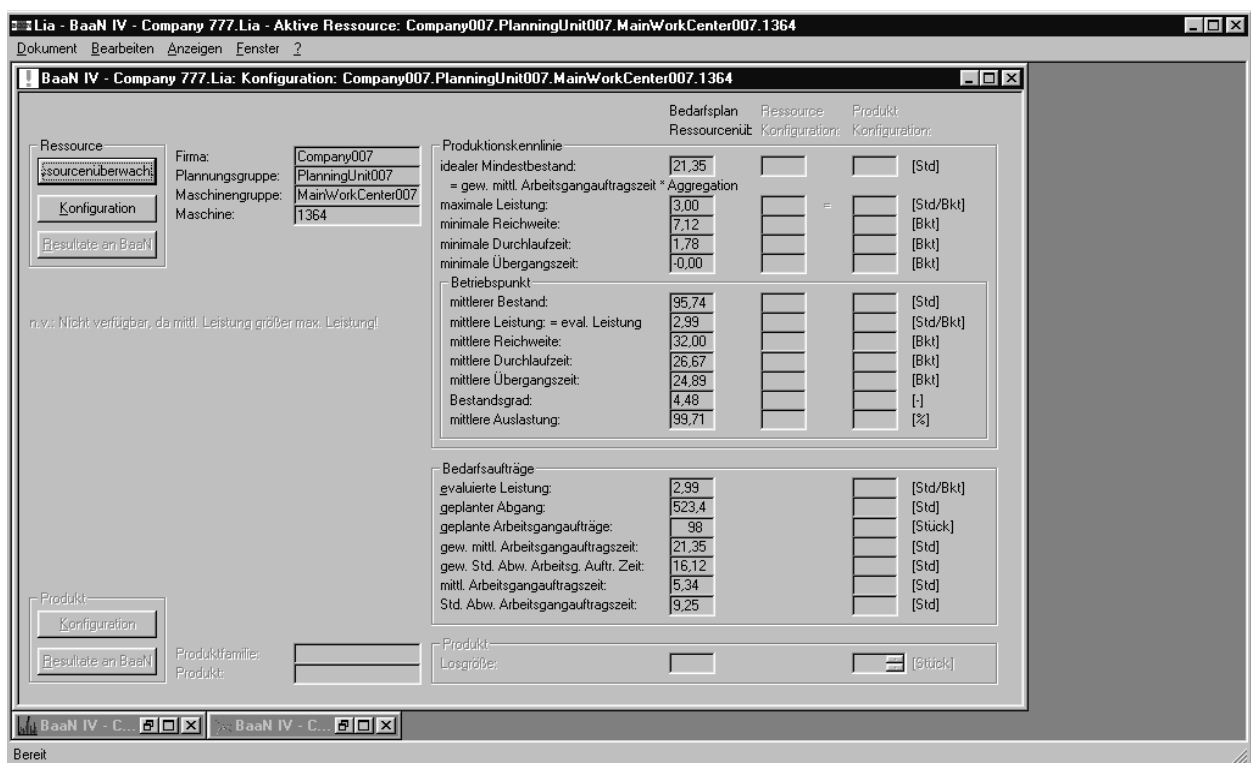 Lia - BaaN IV - Company 777.Lia - Aktive Ressource: Company007.PlanningUnit007.MainWorkCenter007.1364
Dokument Bearbeiten Anzeigen Fenster ?
BaaN IV - Company 777.Lia: Konfiguration: Company007.PlanningUnit007.MainWorkCenter007.1364
Bedarfsplan Ressource Produkt
Ressourcenüb Konfiguration: Konfiguration:
Ressource
ssourcenüberwach
Konfiguration
Resultate an BaaN
Firma: Company007
Plannungsgruppe: PlanningUnit007
Maschinengruppe: MainWorkCenter007
Maschine: 1364
n.v.: Nicht verfügbar, da mittl. Leistung größer max. Leistung!
Produktionskennlinie
idealer Mindestbestand: 21,35 [Std]
= gew. mittl. Arbeitsgangauftragszeit * Aggregation
maximale Leistung: 3,00 = [Std/Bkt]
minimale Reichweite: 7,12 [Bkt]
minimale Durchlaufzeit: 1,78 [Bkt]
minimale Übergangszeit: -0,00 [Bkt]
Betriebspunkt
mittlerer Bestand: 95,74 [Std]
mittlere Leistung: = eval. Leistung 2,99 [Std/Bkt]
mittlere Reichweite: 32,00 [Bkt]
mittlere Durchlaufzeit: 26,67 [Bkt]
mittlere Übergangszeit: 24,89 [Bkt]
Bestandsgrad: 4,48 [-]
mittlere Auslastung: 99,71 [%]
Bedarfsaufträge
evaluierte Leistung: 2,99 [Std/Bkt]
geplanter Abgang: 523,4 [Std]
geplante Arbeitsgangaufträge: 98 [Stück]
gew. mittl. Arbeitsgangauftragszeit: 21,35 [Std]
gew. Std. Abw. Arbeitsg. Auftr. Zeit: 16,12 [Std]
mittl. Arbeitsgangauftragszeit: 5,34 [Std]
Std. Abw. Arbeitsgangauftragszeit: 9,25 [Std]
Produkt
Konfiguration
Resultate an BaaN
Produktfamilie:
Produkt:
Produkt
Losgröße: [Stück]
BaaN IV - C... BaaN IV - C...
Bereit